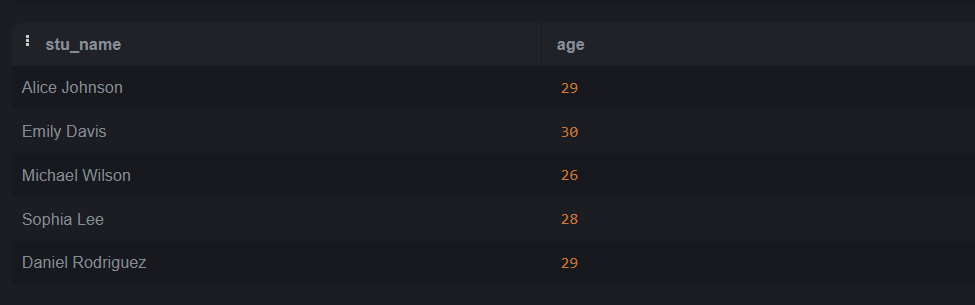 stu_name age
Alice Johnson 29
Emily Davis 30
Michael Wilson 26
Sophia Lee 28
Daniel Rodriguez 29